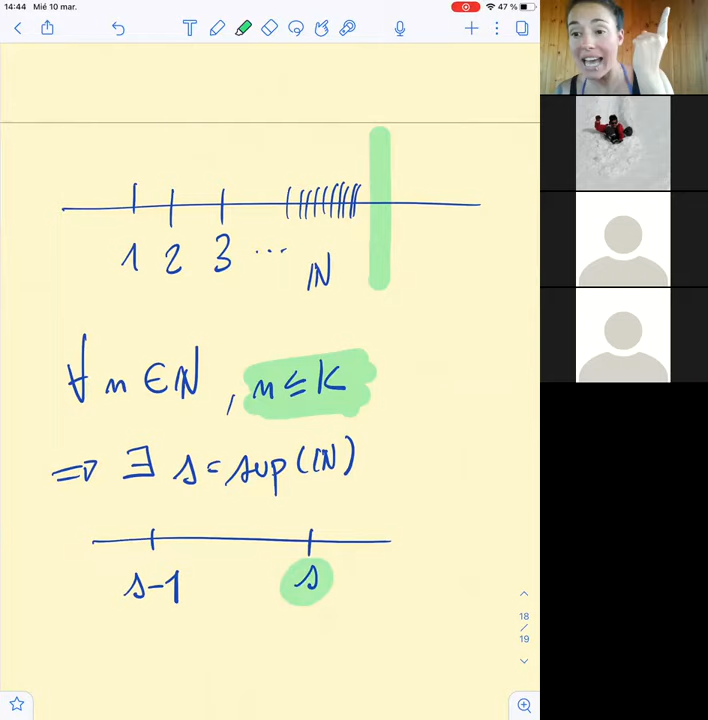 14:44 Mié 10 mar.
47 %
1 2 3 ... ℕ
∀ n ∈ ℕ, n ≤ K
⇒ ∃ s = sup(ℕ)
s-1 s
18
/
19